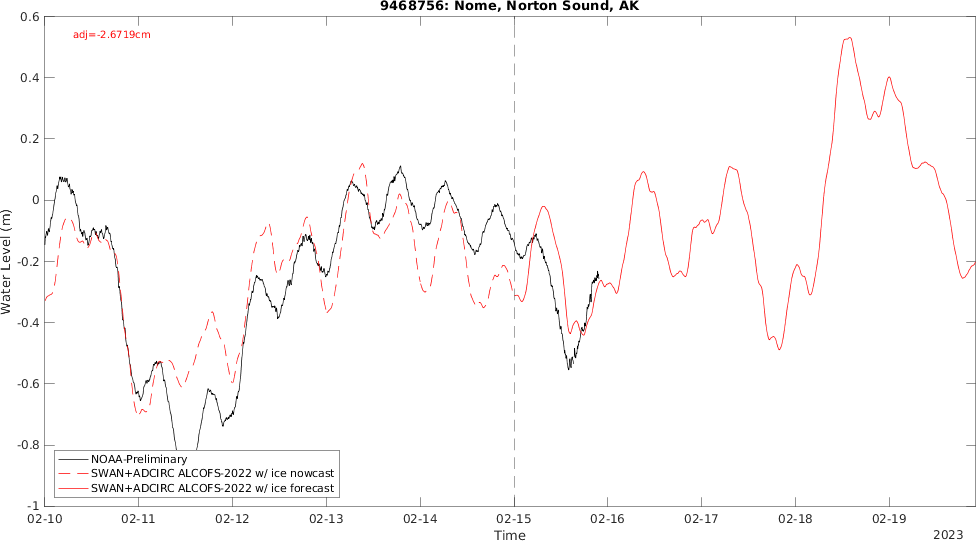 9468756: Nome, Norton Sound, AK
adj=-2.6719cm
0.6
0.4
0.2
0
-0.2
-0.4
-0.6
-0.8
-1
Water Level (m)
NOAA-Preliminary
SWAN+ADCIRC ALCOFS-2022 w/ ice nowcast
SWAN+ADCIRC ALCOFS-2022 w/ ice forecast
02-10 02-11 02-12 02-13 02-14 02-15 02-16 02-17 02-18 02-19
Time
2023